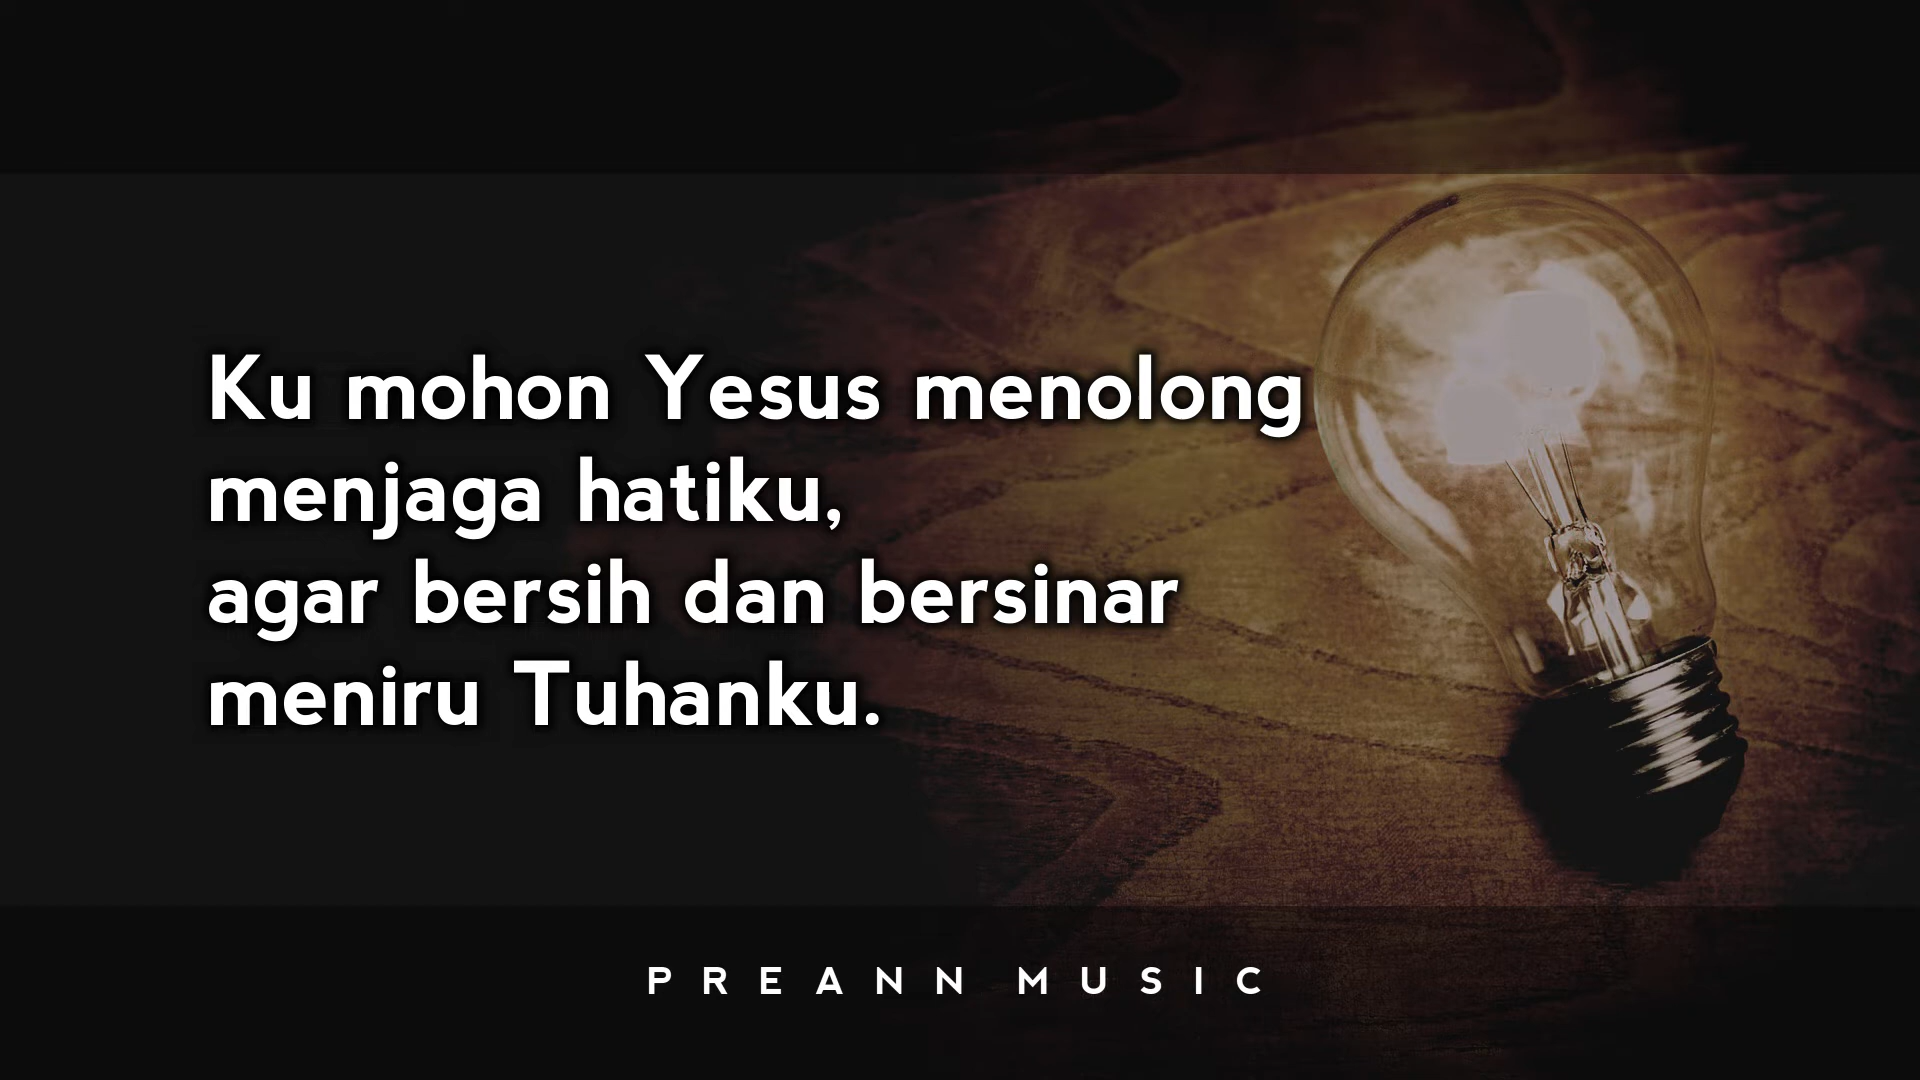 Ku mohon Yesus menolong
menjaga hatiku,
agar bersih dan bersinar
meniru Tuhanku.
PREANN MUSIC